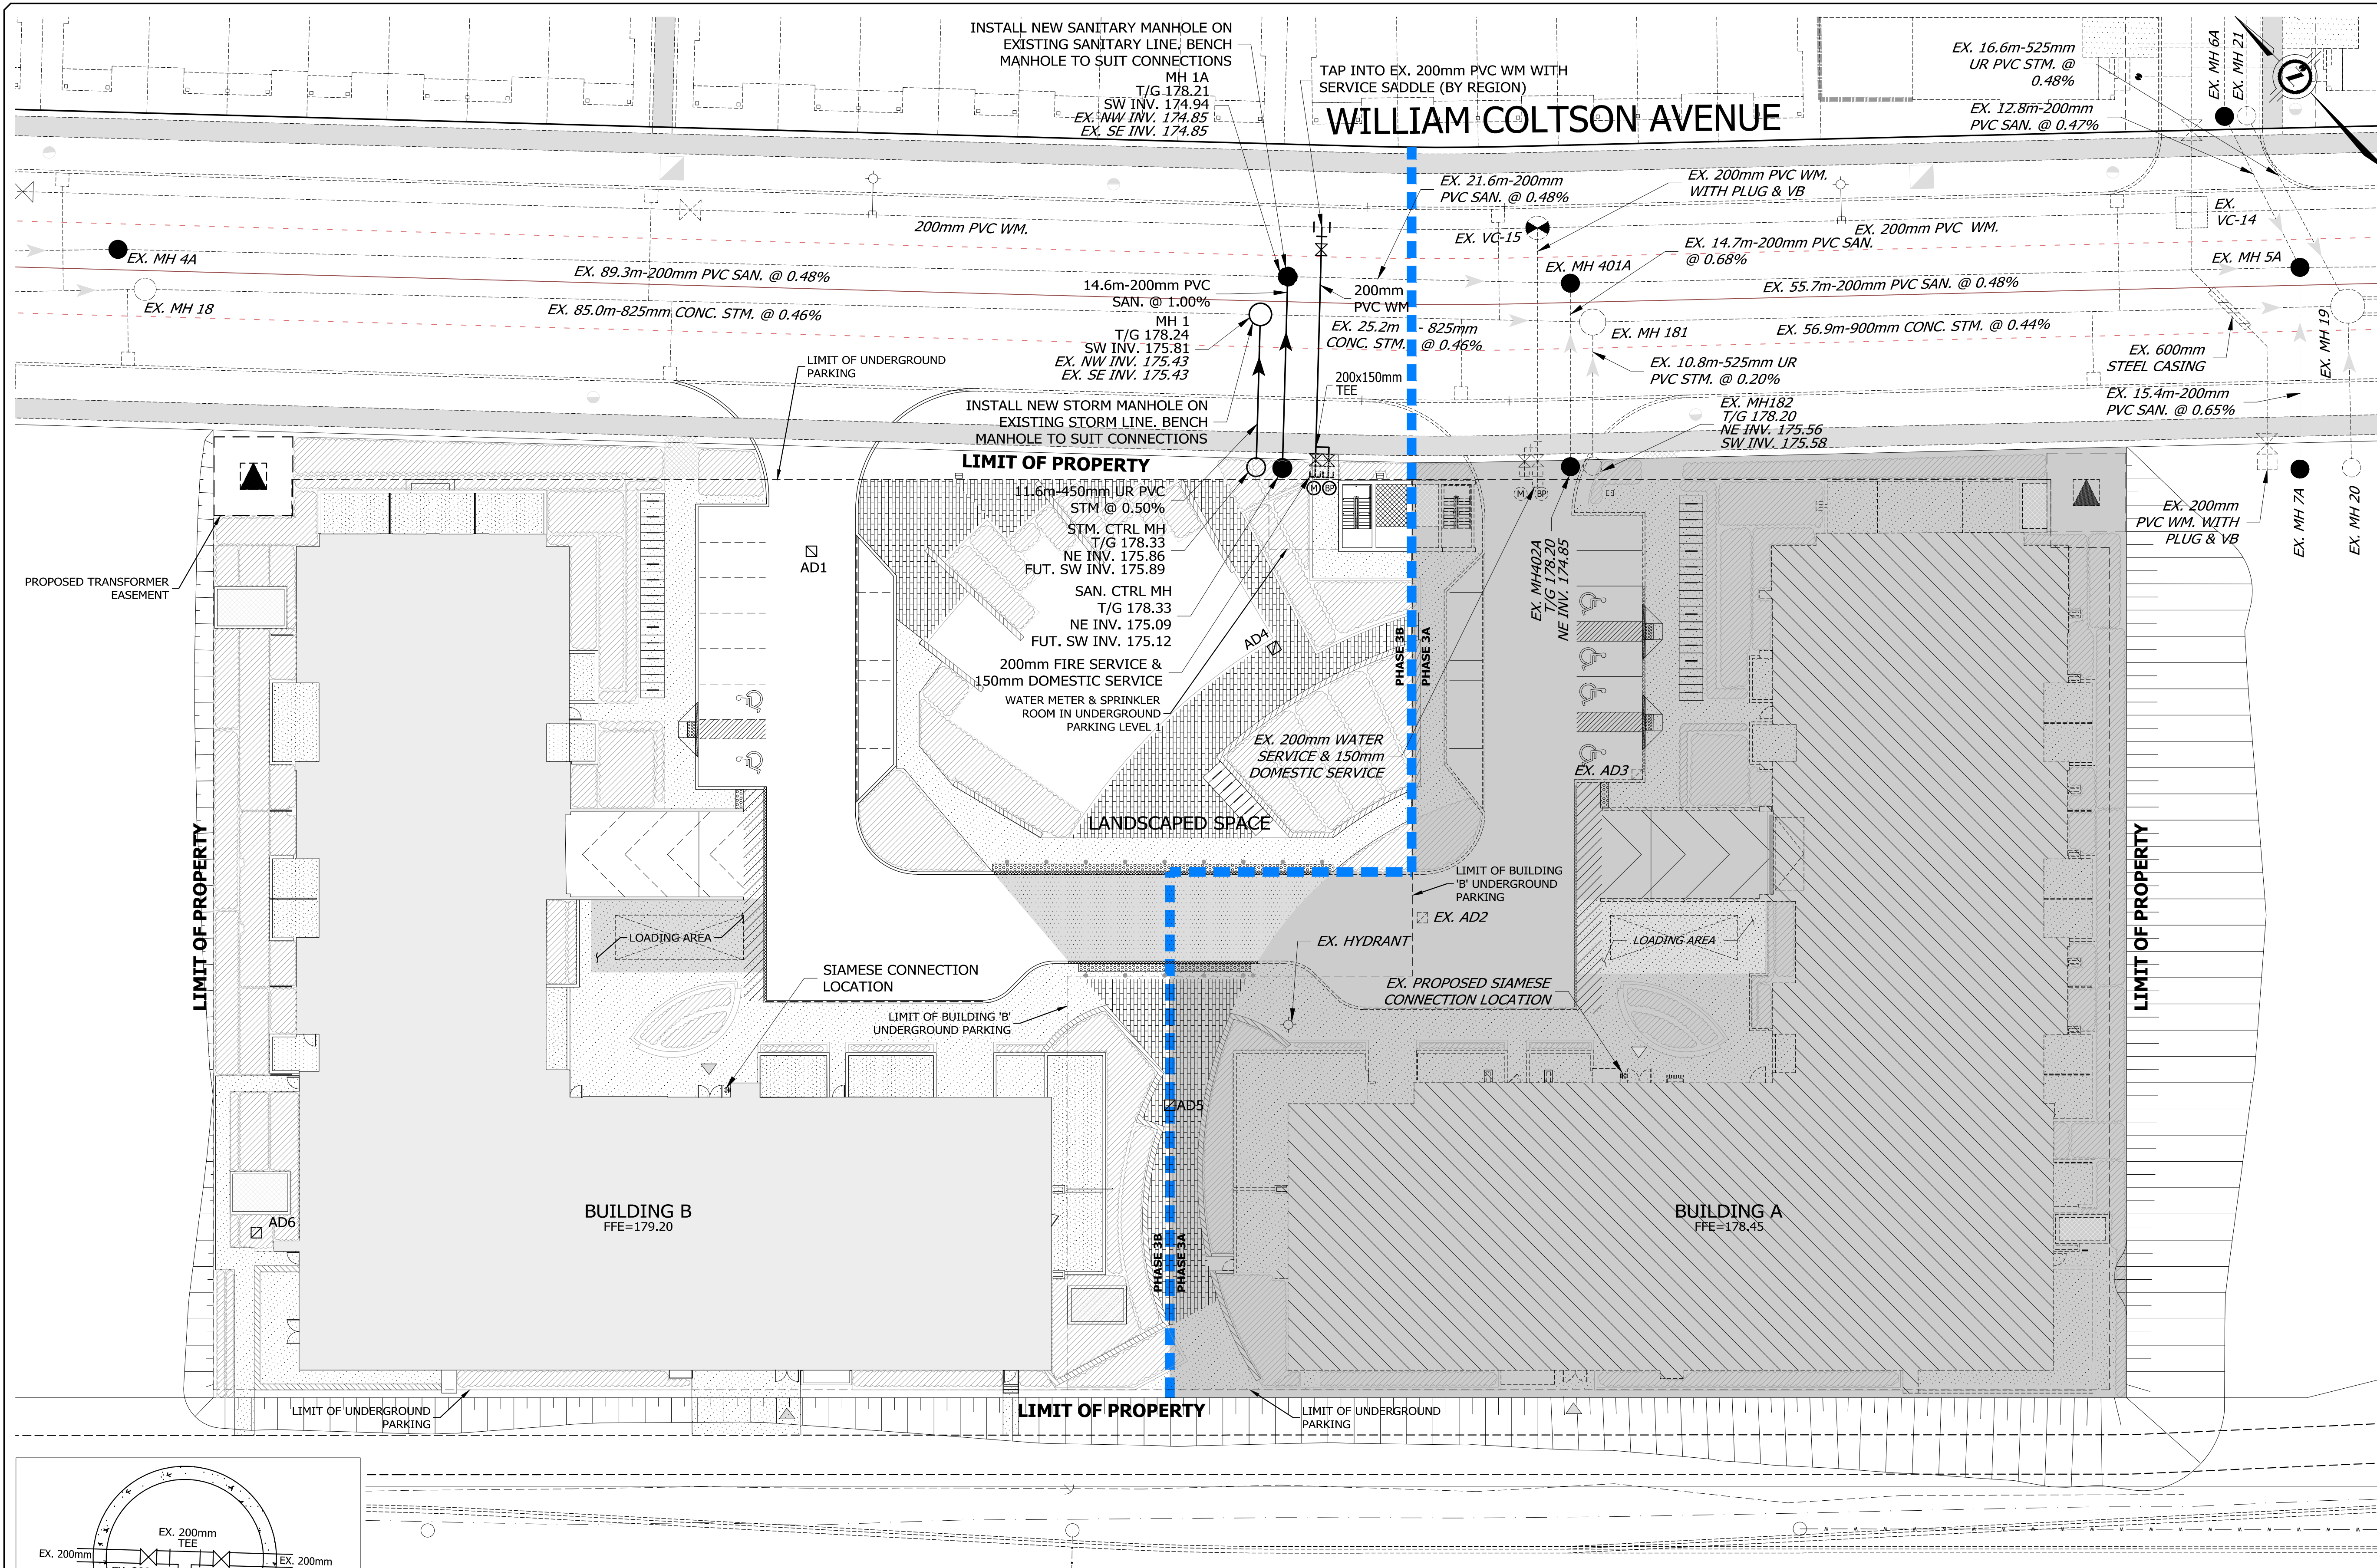 INSTALL NEW SANITARY MANHOLE ON
EXISTING SANITARY LINE. BENCH
MANHOLE TO SUIT CONNECTIONS
MH 1A
T/G 178.21
SW INV. 174.94
EX. NW INV. 174.85
EX. SE INV. 174.85
TAP INTO EX. 200mm PVC WM WITH
SERVICE SADDLE (BY REGION)
WILLIAM COLTSON AVENUE
EX. 16.6m-525mm
UR PVC STM. @
0.48%
EX. 12.8m-200mm
PVC SAN. @ 0.47%
EX. MH 6A
EX. MH 21
EX. 21.6m-200mm
PVC SAN. @ 0.48%
EX. 200mm PVC WM.
WITH PLUG & VB
EX.
VC-14
200mm PVC WM.
EX. VC-15
EX. 200mm PVC WM.
EX. 14.7m-200mm PVC SAN.
@ 0.68%
EX. MH 4A
EX. MH 401A
EX. MH 5A
EX. 89.3m-200mm PVC SAN. @ 0.48%
14.6m-200mm PVC
SAN. @ 1.00%
200mm
PVC WM
EX. 55.7m-200mm PVC SAN. @ 0.48%
EX. MH 18
EX. 85.0m-825mm CONC. STM. @ 0.46%
MH 1
T/G 178.24
SW INV. 175.81
EX. NW INV. 175.43
EX. SE INV. 175.43
EX. 25.2m - 825mm
CONC. STM. @ 0.46%
EX. MH 181
EX. 56.9m-900mm CONC. STM. @ 0.44%
EX. MH 19
LIMIT OF UNDERGROUND
PARKING
EX. 10.8m-525mm UR
PVC STM. @ 0.20%
EX. 600mm
STEEL CASING
200x150mm
TEE
EX. 15.4m-200mm
PVC SAN. @ 0.65%
INSTALL NEW STORM MANHOLE ON
EXISTING STORM LINE. BENCH
MANHOLE TO SUIT CONNECTIONS
EX. MH182
T/G 178.20
NE INV. 175.56
SW INV. 175.58
LIMIT OF PROPERTY
M
BP
M
BP
11.6m-450mm UR PVC
STM @ 0.50%
STM. CTRL MH
T/G 178.33
NE INV. 175.86
FUT. SW INV. 175.89
EX. 200mm
PVC WM. WITH
PLUG & VB
EX. MH 7A
EX. MH 20
EX. MH402A
T/G 178.20
NE INV. 174.85
AD1
PROPOSED TRANSFORMER
EASEMENT
SAN. CTRL MH
T/G 178.33
NE INV. 175.09
FUT. SW INV. 175.12
AD4
PHASE 3B
PHASE 3A
200mm FIRE SERVICE &
150mm DOMESTIC SERVICE
WATER METER & SPRINKLER
ROOM IN UNDERGROUND
PARKING LEVEL 1
EX. 200mm WATER
SERVICE & 150mm
DOMESTIC SERVICE
EX. AD3
LANDSCAPED SPACE
LIMIT OF PROPERTY
LIMIT OF PROPERTY
LIMIT OF BUILDING
'B' UNDERGROUND
PARKING
EX. AD2
LOADING AREA
EX. HYDRANT
LOADING AREA
SIAMESE CONNECTION
LOCATION
EX. PROPOSED SIAMESE
CONNECTION LOCATION
LIMIT OF BUILDING 'B'
UNDERGROUND PARKING
AD5
BUILDING B
FFE=179.20
BUILDING A
FFE=178.45
AD6
PHASE 3B
PHASE 3A
LIMIT OF UNDERGROUND
PARKING
LIMIT OF PROPERTY
LIMIT OF UNDERGROUND
PARKING
EX. 200mm
TEE
EX. 200mm
EX. 200mm